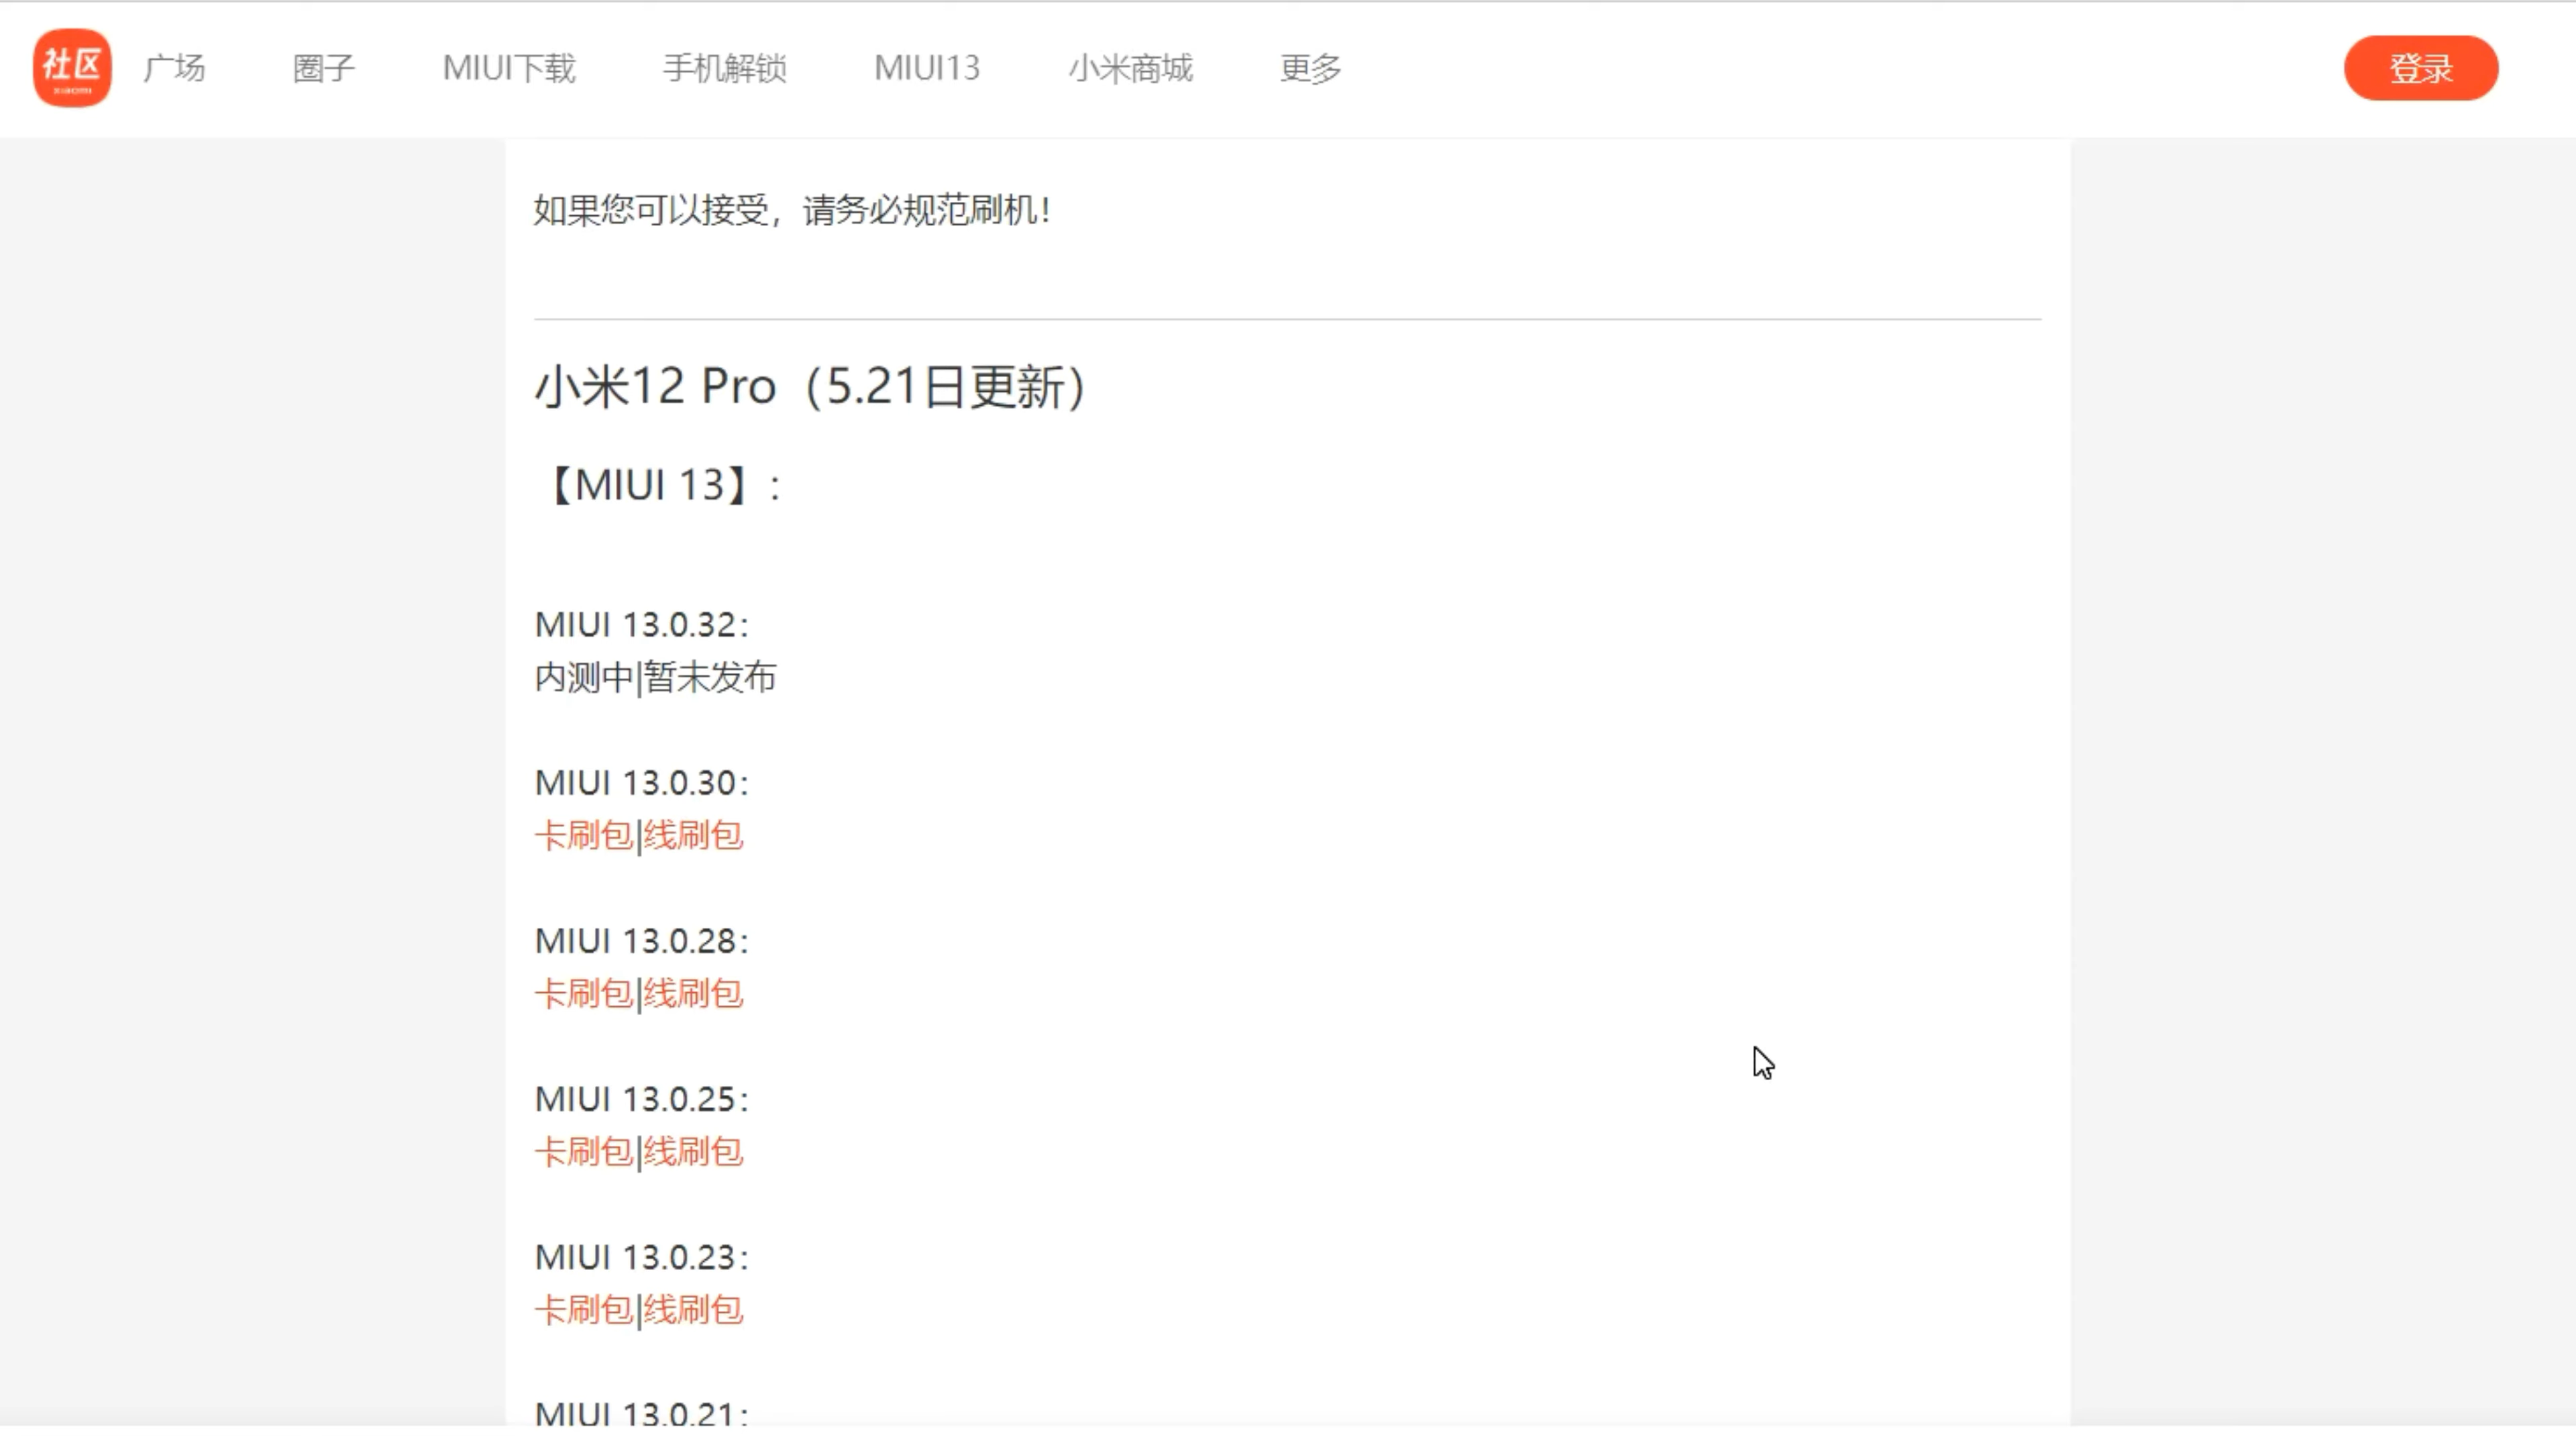 社区
xiaomi
广场 圈子 MIUI下载 手机解锁 MIUI13 小米商城 更多 登录
如果您可以接受，请务必规范刷机！
小米12 Pro（5.21日更新）
【MIUI 13】：
MIUI 13.0.32：
内测中|暂未发布
MIUI 13.0.30：
卡刷包|线刷包
MIUI 13.0.28：
卡刷包|线刷包
MIUI 13.0.25：
卡刷包|线刷包
MIUI 13.0.23：
卡刷包|线刷包
MIUI 13.0.21：